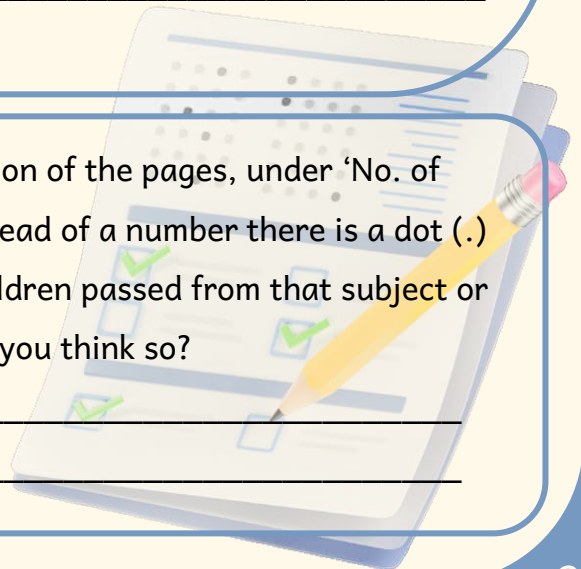 on of the pages, under ‘No. of
ead of a number there is a dot (.)
ldren passed from that subject or
you think so?